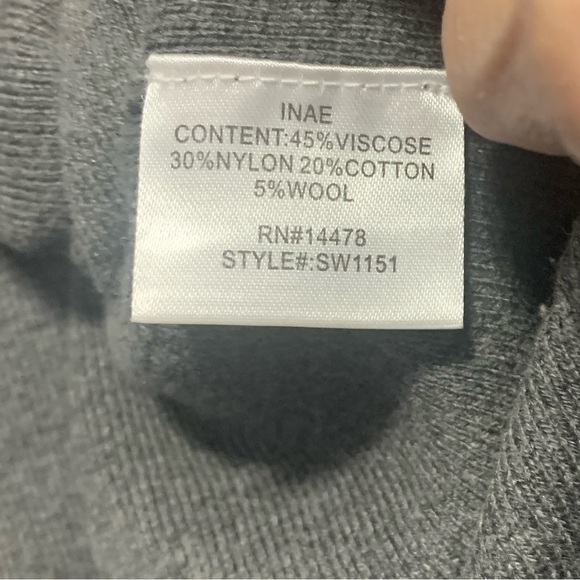 INAE
CONTENT:45%VISCOSE
30%NYLON 20%COTTON
5%WOOL
RN#14478
STYLE#:SW1151